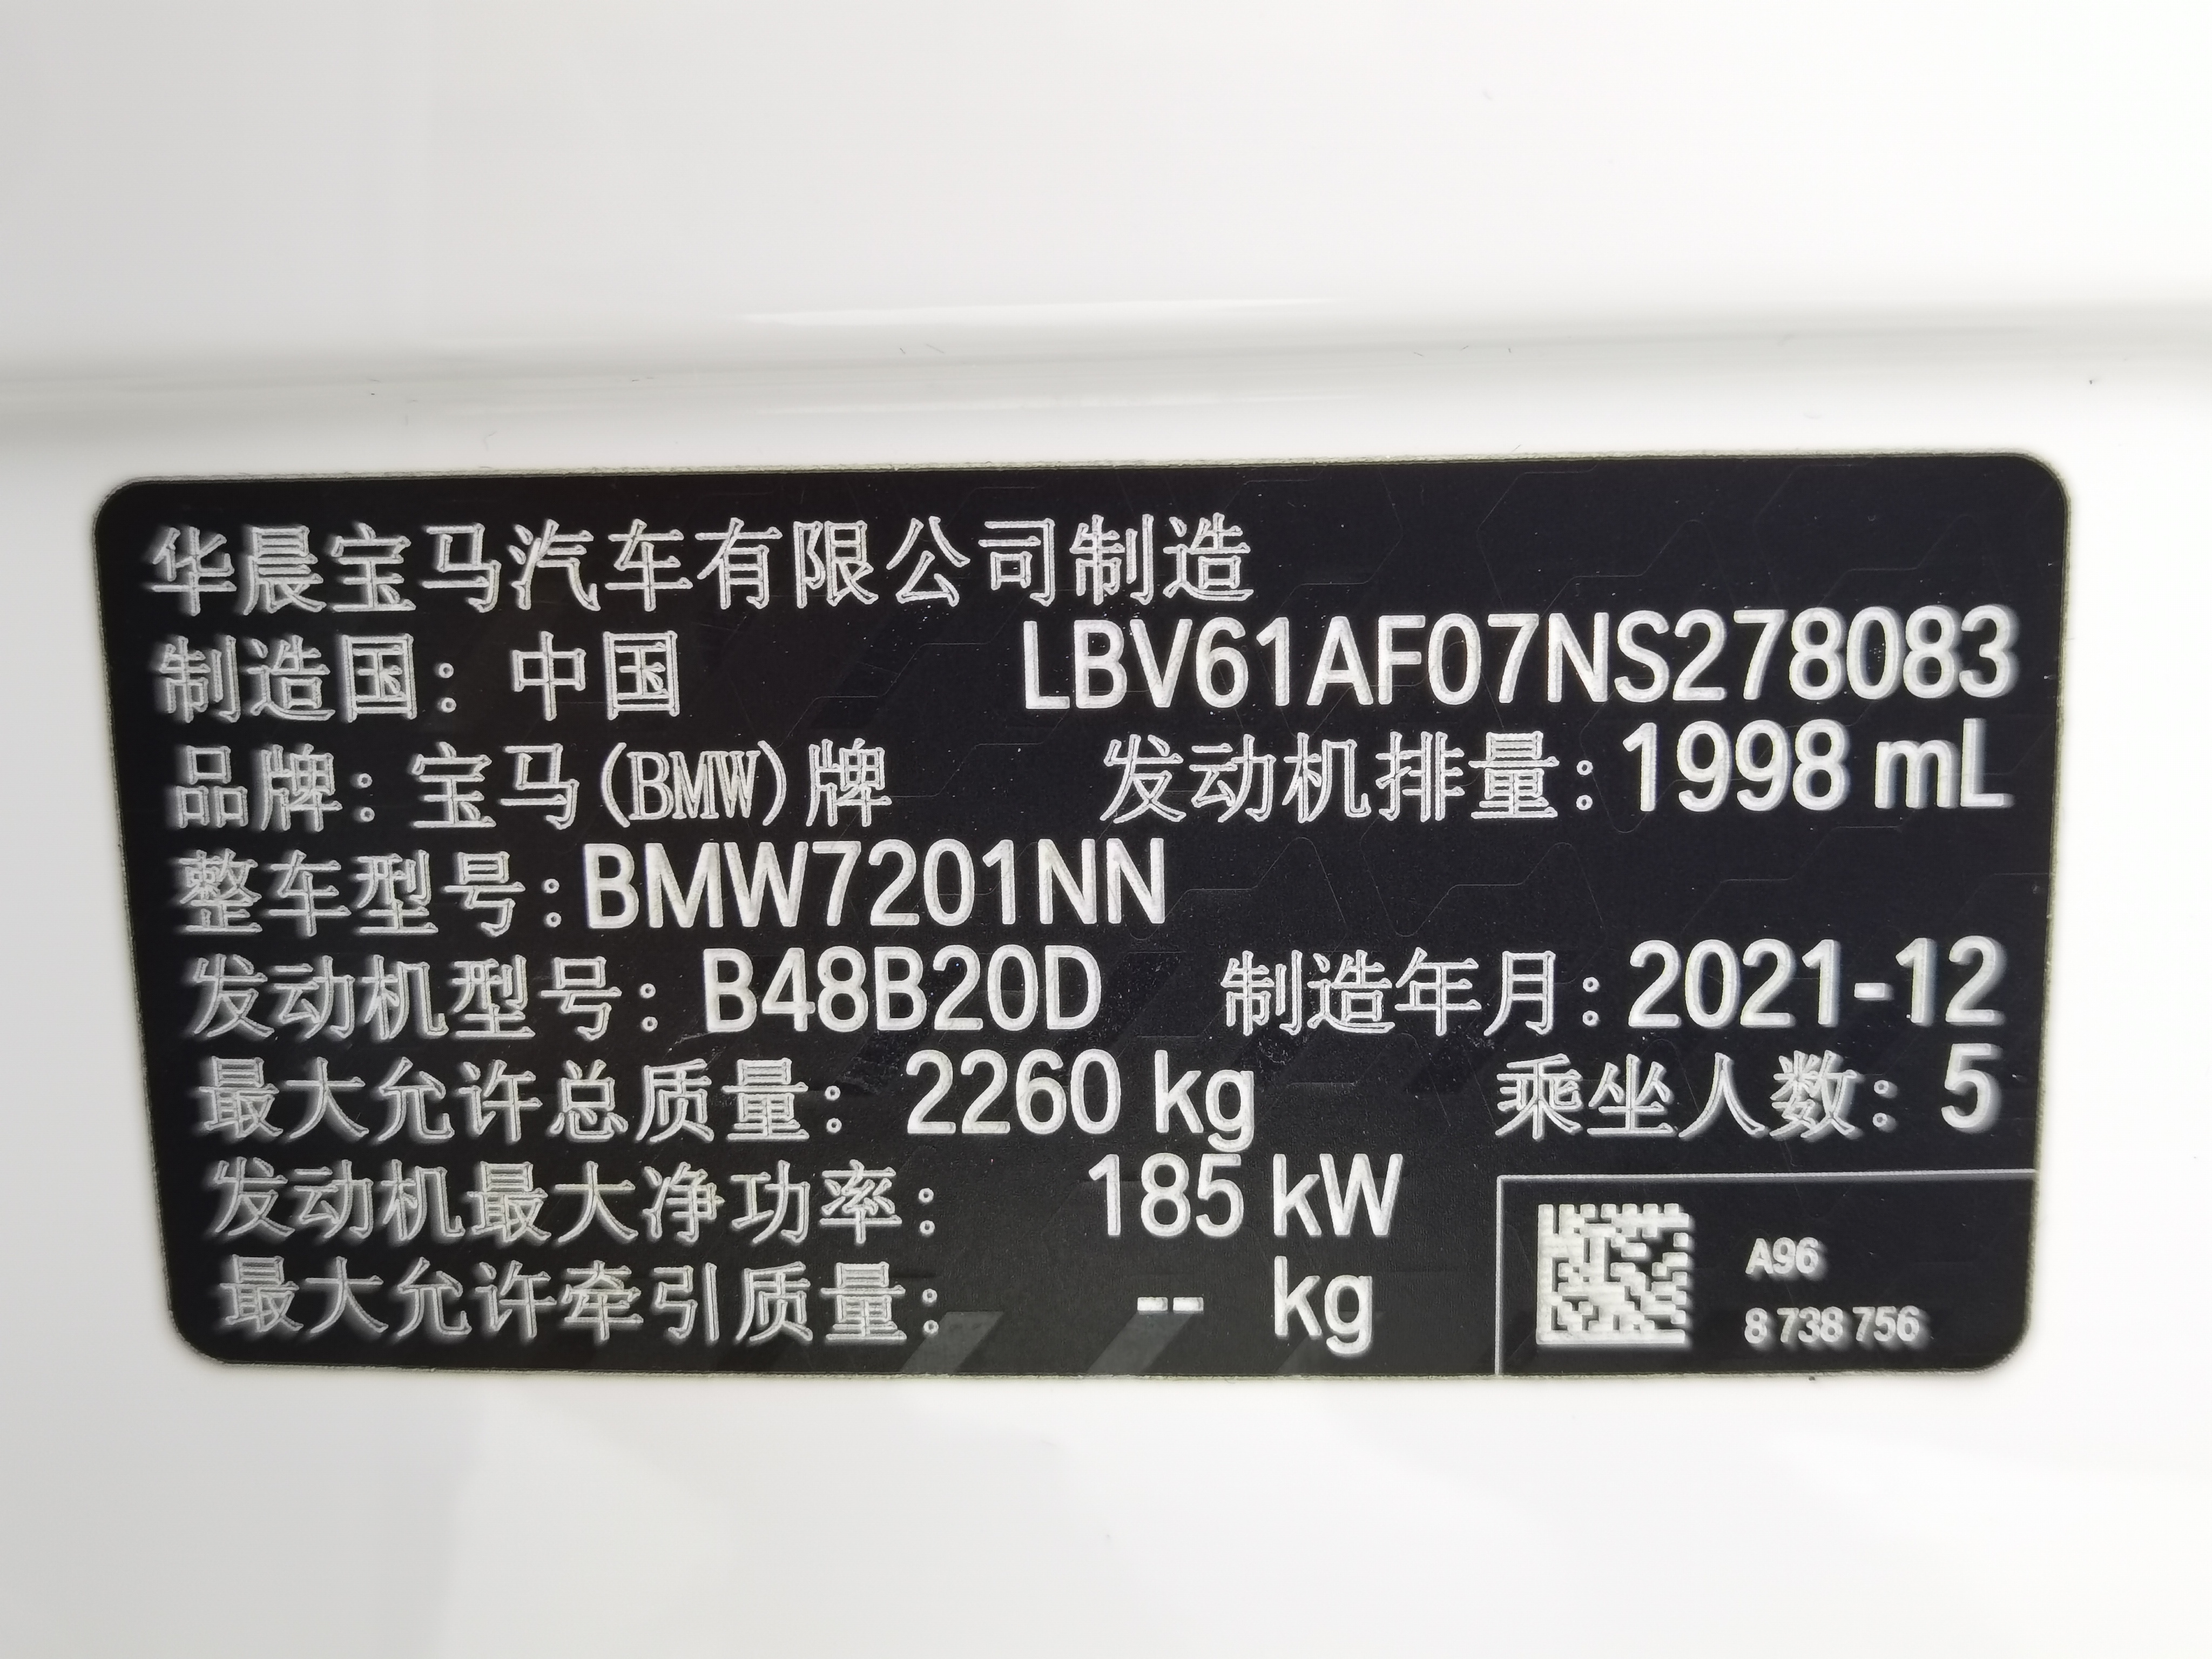 华晨宝马汽车有限公司制造
制造国：中国 LBV61AF07NS278083
品牌：宝马(BMW)牌 发动机排量：1998 mL
整车型号：BMW7201NN
发动机型号：B48B20D 制造年月：2021-12
最大允许总质量：2260 kg 乘坐人数：5
发动机最大净功率：185 kW
最大允许牵引质量：-- kg
A96
8 738 756